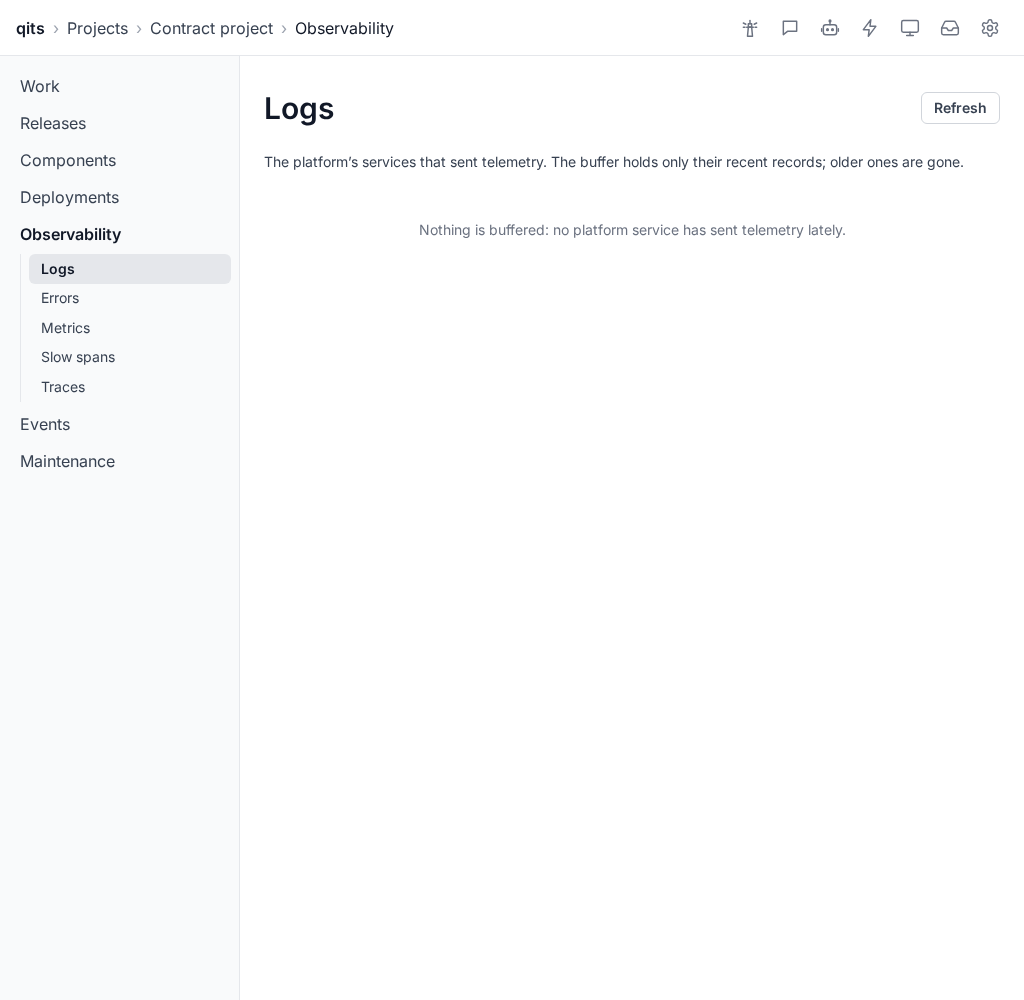 qits › Projects › Contract project › Observability
Work
Releases
Components
Deployments
Observability
Logs
Errors
Metrics
Slow spans
Traces
Events
Maintenance
Logs
Refresh
The platform’s services that sent telemetry. The buffer holds only their recent records; older ones are gone.
Nothing is buffered: no platform service has sent telemetry lately.